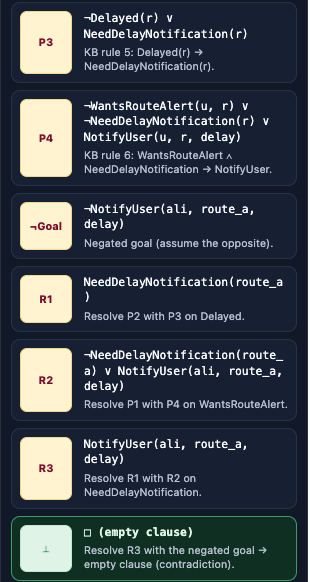 P3
¬Delayed(r) ∨
NeedDelayNotification(r)
KB rule 5: Delayed(r) →
NeedDelayNotification(r).
P4
¬WantsRouteAlert(u, r) ∨
¬NeedDelayNotification(r) ∨
NotifyUser(u, r, delay)
KB rule 6: WantsRouteAlert ∧
NeedDelayNotification → NotifyUser.
¬Goal
¬NotifyUser(ali, route_a,
delay)
Negated goal (assume the opposite).
R1
NeedDelayNotification(route_a
)
Resolve P2 with P3 on Delayed.
R2
¬NeedDelayNotification(route_
a) ∨ NotifyUser(ali, route_a,
delay)
Resolve P1 with P4 on WantsRouteAlert.
R3
NotifyUser(ali, route_a,
delay)
Resolve R1 with R2 on
NeedDelayNotification.
⊥
□ (empty clause)
Resolve R3 with the negated goal →
empty clause (contradiction).